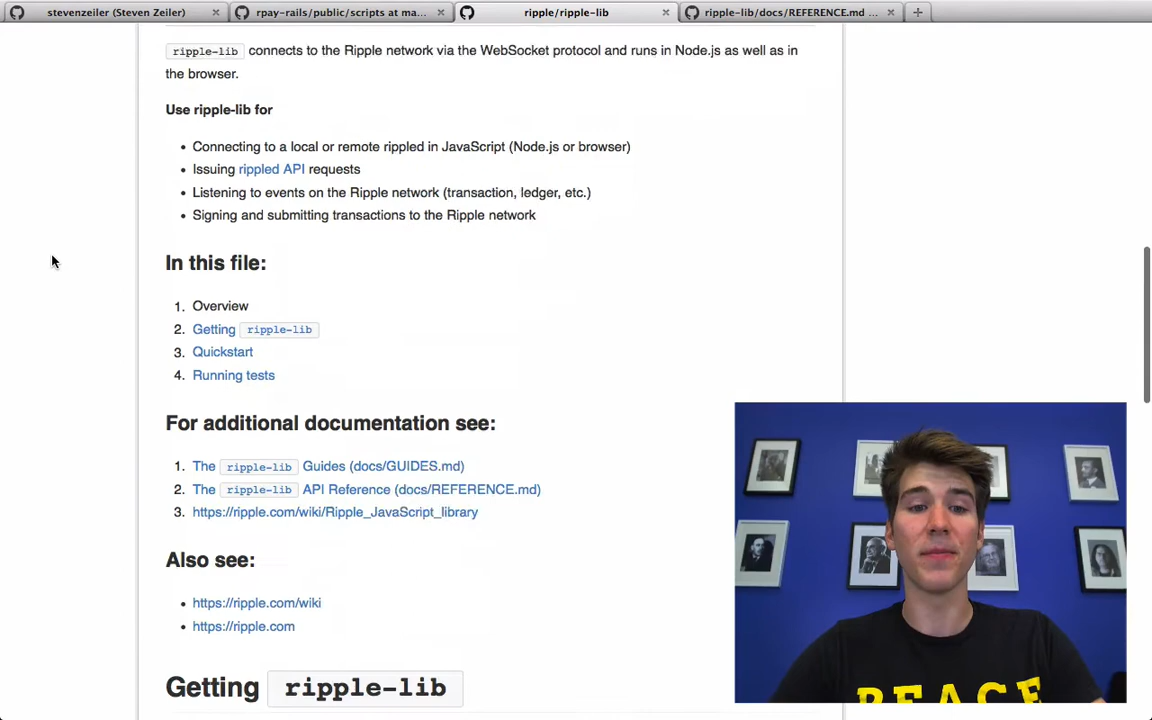 stevenzeiler (Steven Zeiler)
rpay-rails/public/scripts at ma...
ripple/ripple-lib
ripple-lib/docs/REFERENCE.md ...
ripple-lib connects to the Ripple network via the WebSocket protocol and runs in Node.js as well as in
the browser.
Use ripple-lib for
• Connecting to a local or remote rippled in JavaScript (Node.js or browser)
• Issuing rippled API requests
• Listening to events on the Ripple network (transaction, ledger, etc.)
• Signing and submitting transactions to the Ripple network
In this file:
1. Overview
2. Getting ripple-lib
3. Quickstart
4. Running tests
For additional documentation see:
1. The ripple-lib Guides (docs/GUIDES.md)
2. The ripple-lib API Reference (docs/REFERENCE.md)
3. https://ripple.com/wiki/Ripple_JavaScript_library
Also see:
• https://ripple.com/wiki
• https://ripple.com
Getting ripple-lib
PEACE